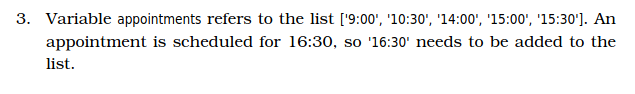 3. Variable appointments refers to the list ['9:00', '10:30', '14:00', '15:00', '15:30']. An
appointment is scheduled for 16:30, so '16:30' needs to be added to the
list.